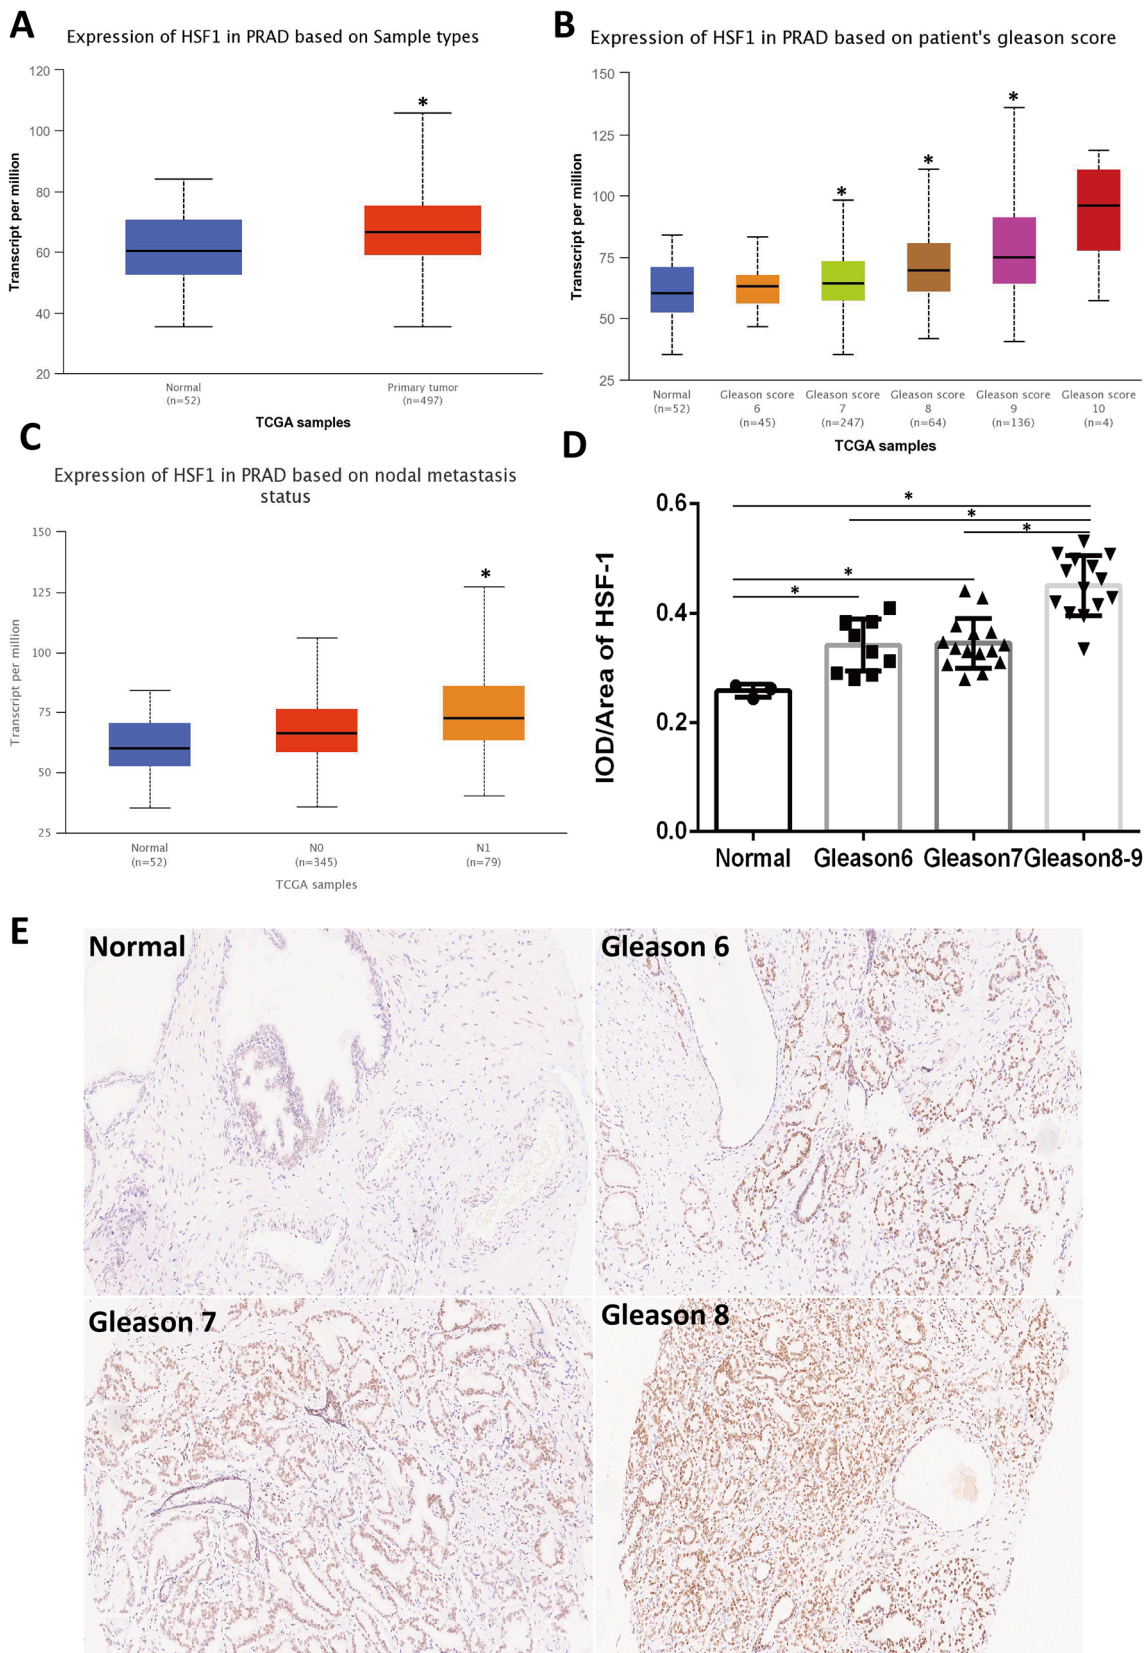 A
Expression of HSF1 in PRAD based on Sample types
120
100
80
60
40
20
Transcript per million
*
Normal
(n=52)
Primary tumor
(n=497)
TCGA samples
B
Expression of HSF1 in PRAD based on patient's gleason score
150
125
100
75
50
25
Transcript per million
*
*
*
Normal
(n=52)
Gleason score
6
(n=45)
Gleason score
7
(n=247)
Gleason score
8
(n=64)
Gleason score
9
(n=136)
Gleason score
10
(n=4)
TCGA samples
C
Expression of HSF1 in PRAD based on nodal metastasis
status
150
125
100
75
50
25
Transcript per million
*
Normal
(n=52)
N0
(n=345)
N1
(n=79)
TCGA samples
D
0.6
0.4
0.2
0.0
IOD/Area of HSF-1
*
*
*
*
*
Normal
Gleason6
Gleason7
Gleason8-9
E
Normal
Gleason 6
Gleason 7
Gleason 8